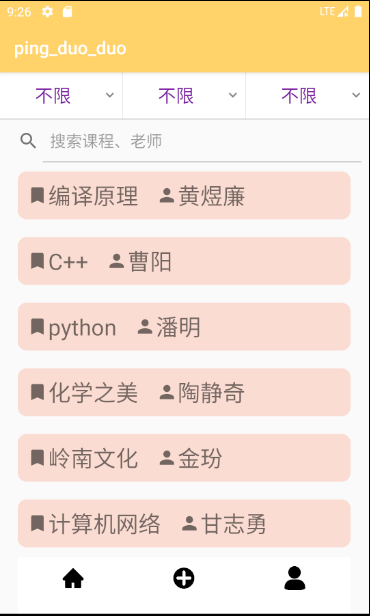 9:26 LTE
ping_duo_duo
不限 不限 不限
搜索课程、老师
编译原理 黄煜廉
C++ 曹阳
python 潘明
化学之美 陶静奇
岭南文化 金玢
计算机网络 甘志勇